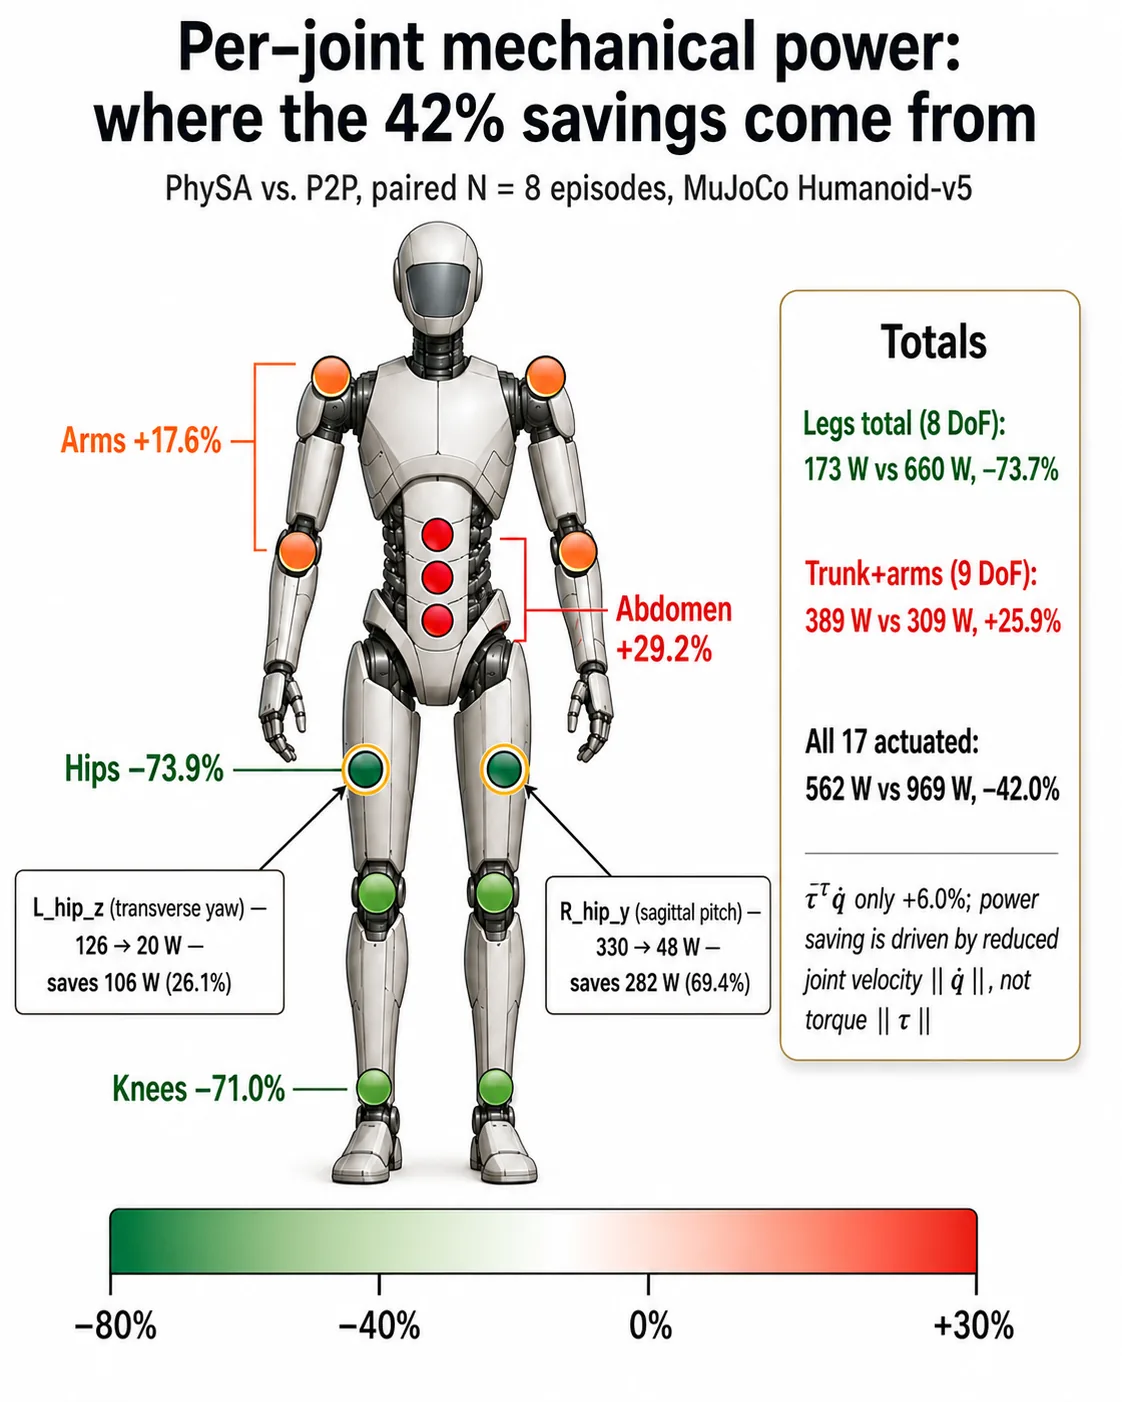 Per–joint mechanical power:
where the 42% savings come from
PhySA vs. P2P, paired N = 8 episodes, MuJoCo Humanoid-v5
Arms +17.6%
Abdomen
+29.2%
Hips −73.9%
L_hip_z (transverse yaw) —
126 → 20 W —
saves 106 W (26.1%)
R_hip_y (sagittal pitch) —
330 → 48 W —
saves 282 W (69.4%)
Knees −71.0%
Totals
Legs total (8 DoF):
173 W vs 660 W, −73.7%
Trunk+arms (9 DoF):
389 W vs 309 W, +25.9%
All 17 actuated:
562 W vs 969 W, −42.0%
τ̄^τ q̇ only +6.0%; power
saving is driven by reduced
joint velocity || q̇ ||, not
torque || τ ||
−80%
−40%
0%
+30%